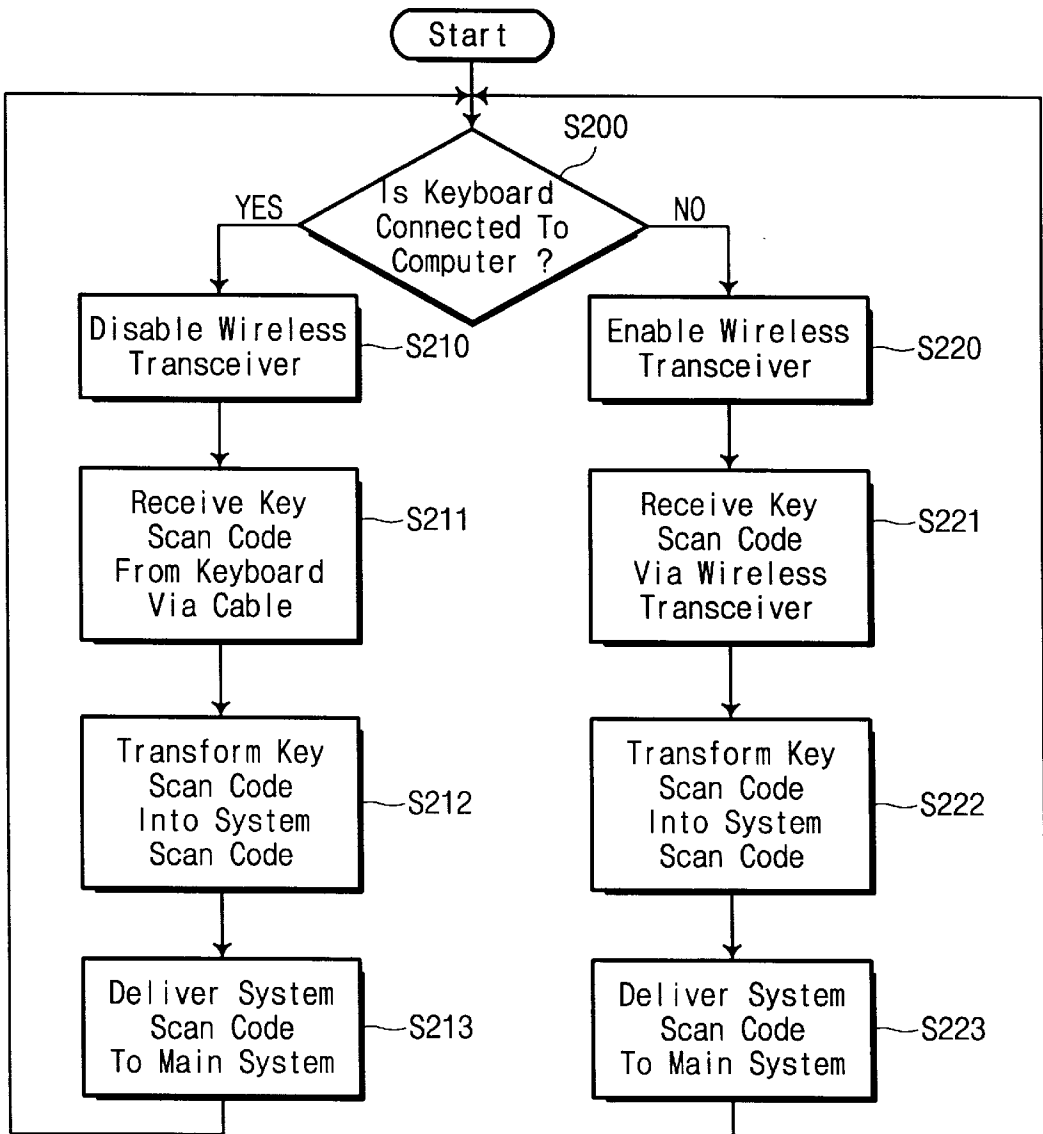 Start
S200
Is Keyboard
Connected To
Computer ?
YES
NO
Disable Wireless
Transceiver
S210
Enable Wireless
Transceiver
S220
Receive Key
Scan Code
From Keyboard
Via Cable
S211
Receive Key
Scan Code
Via Wireless
Transceiver
S221
Transform Key
Scan Code
Into System
Scan Code
S212
Transform Key
Scan Code
Into System
Scan Code
S222
Deliver System
Scan Code
To Main System
S213
Deliver System
Scan Code
To Main System
S223